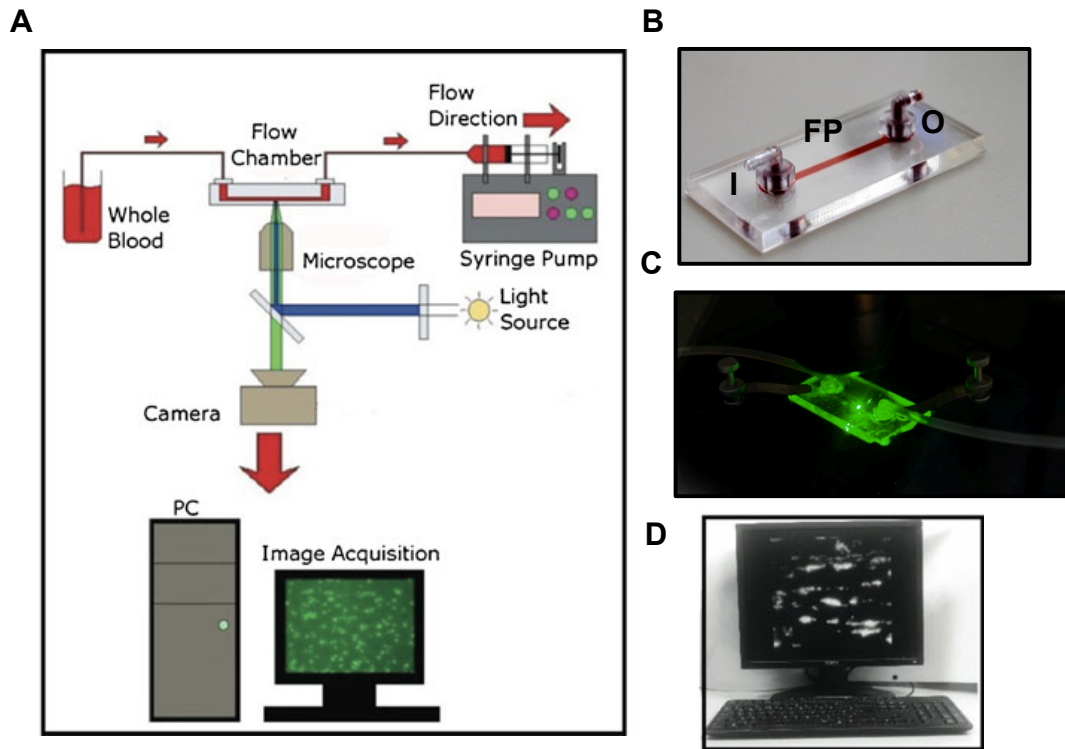 A
Flow
Direction
Flow
Chamber
Whole
Blood
Microscope
Syringe Pump
Light
Source
Camera
PC
Image Acquisition
B
I
FP
O
C
D